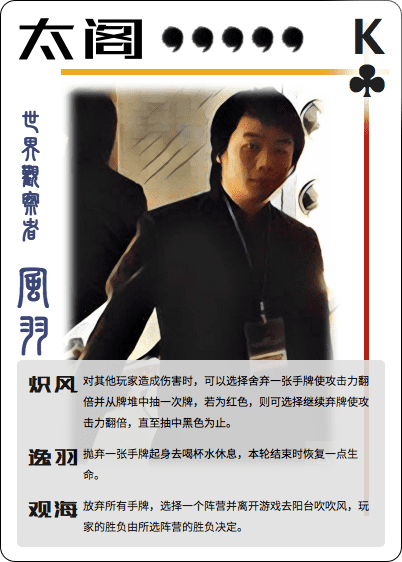 太阁 ，，，，， K
世界觀察者
風羽
炽风 对其他玩家造成伤害时，可以选择舍弃一张手牌使攻击力翻
倍并从牌堆中抽一次牌，若为红色，则可选择继续弃牌使攻
击力翻倍，直至抽中黑色为止。
逸羽 抛弃一张手牌起身去喝杯水休息，本轮结束时恢复一点生
命。
观海 放弃所有手牌，选择一个阵营并离开游戏去阳台吹吹风，玩
家的胜负由所选阵营的胜负决定。